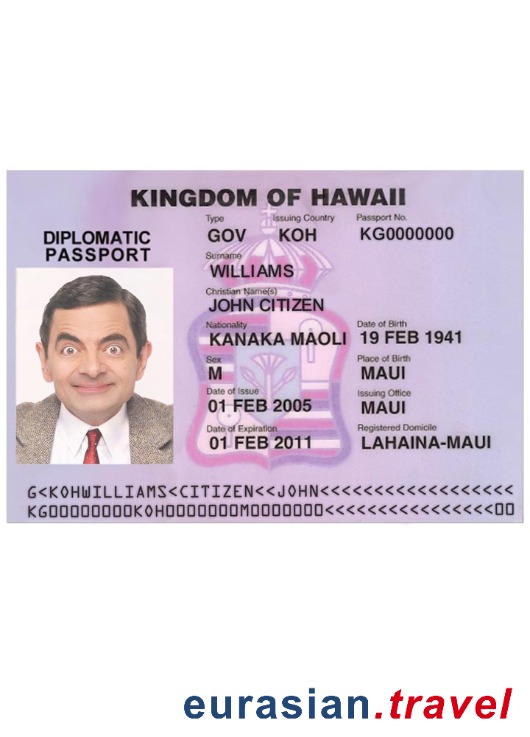 KINGDOM OF HAWAII
DIPLOMATIC
PASSPORT
Type Issuing Country Passport No.
GOV KOH KG0000000
Surname
WILLIAMS
Christian Name(s)
JOHN CITIZEN
Nationality Date of Birth
KANAKA MAOLI 19 FEB 1941
Sex Place of Birth
M MAUI
Date of Issue Issuing Office
01 FEB 2005 MAUI
Date of Expiration Registered Domicile
01 FEB 2011 LAHAINA-MAUI
G<KOHWILLIAMS<CITIZEN<<JOHN<<<<<<<<<<<<<<<<<
KG00000000KOH0000000M0000000<<<<<<<<<<<<<<00
eurasian.travel